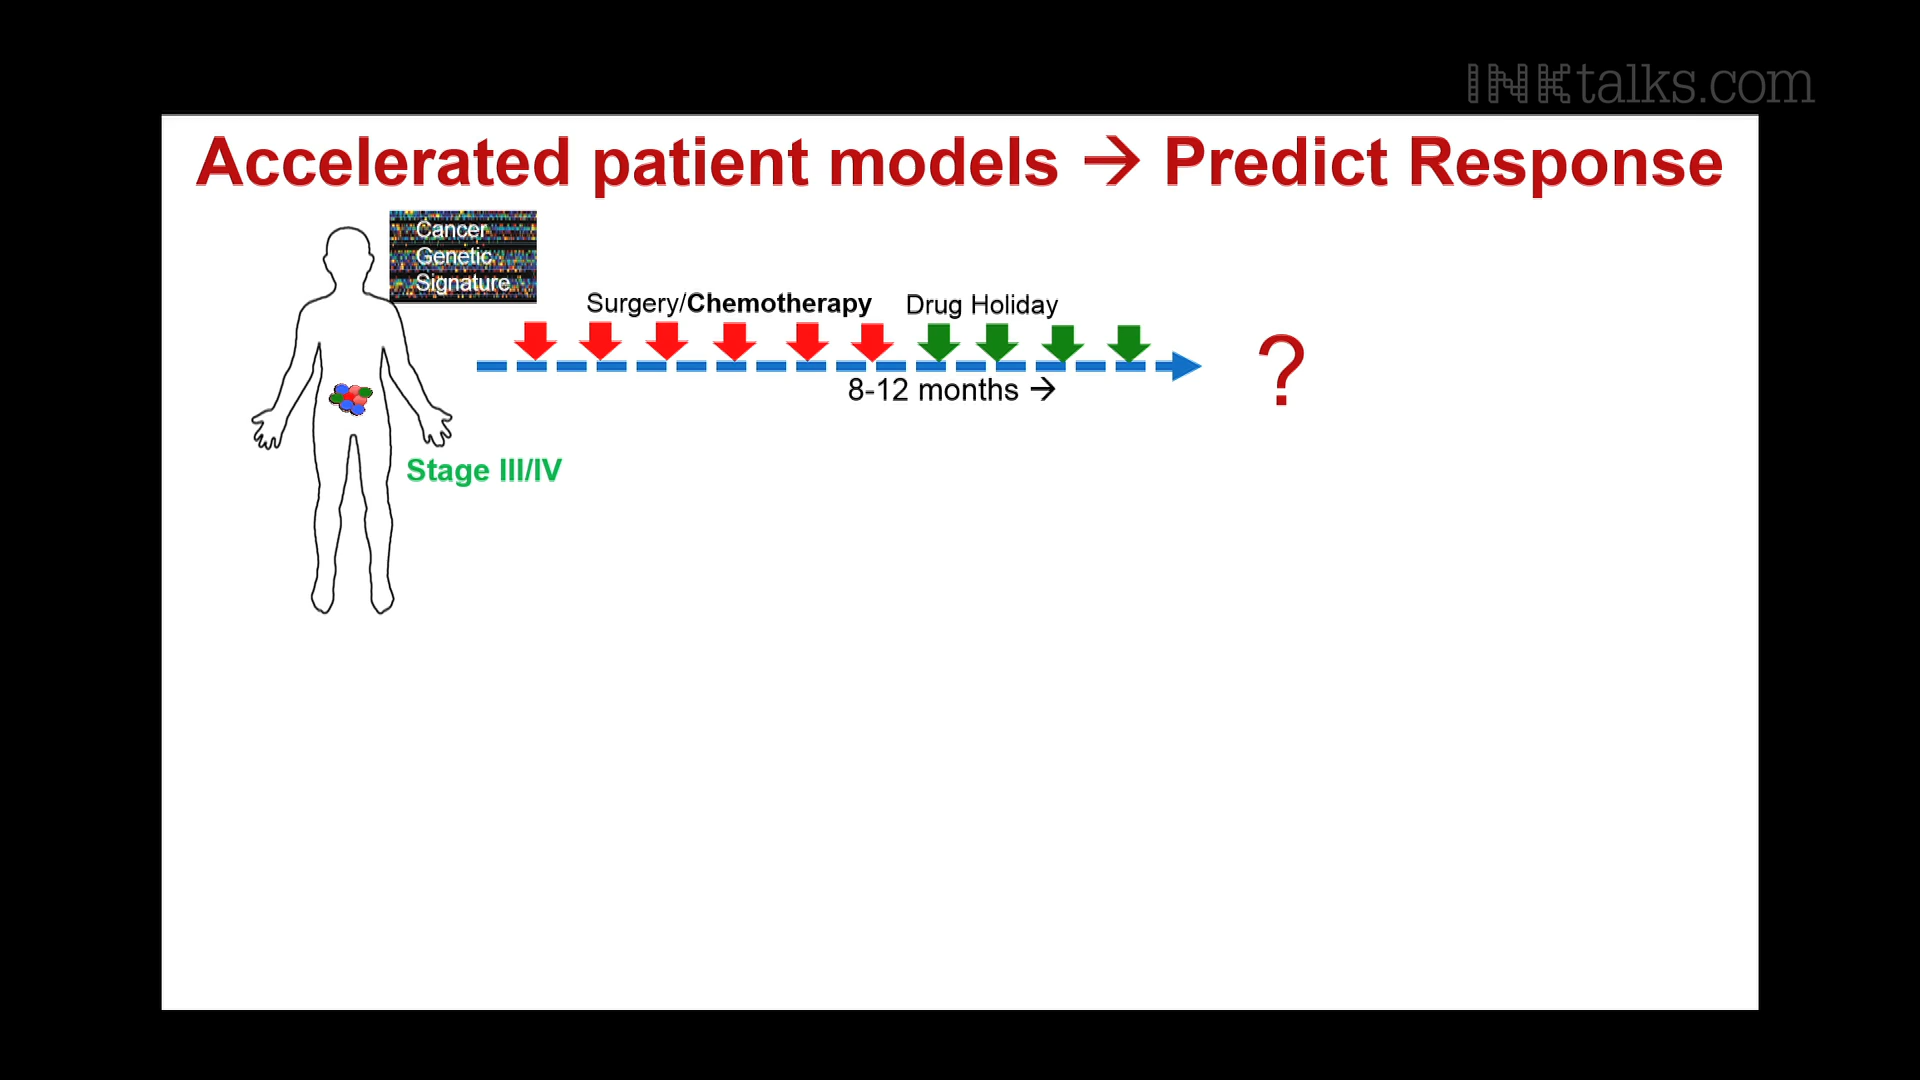 INKtalks.com
Accelerated patient models → Predict Response
Cancer
Genetic
Signature
Surgery/Chemotherapy
Drug Holiday
8-12 months →
?
Stage III/IV